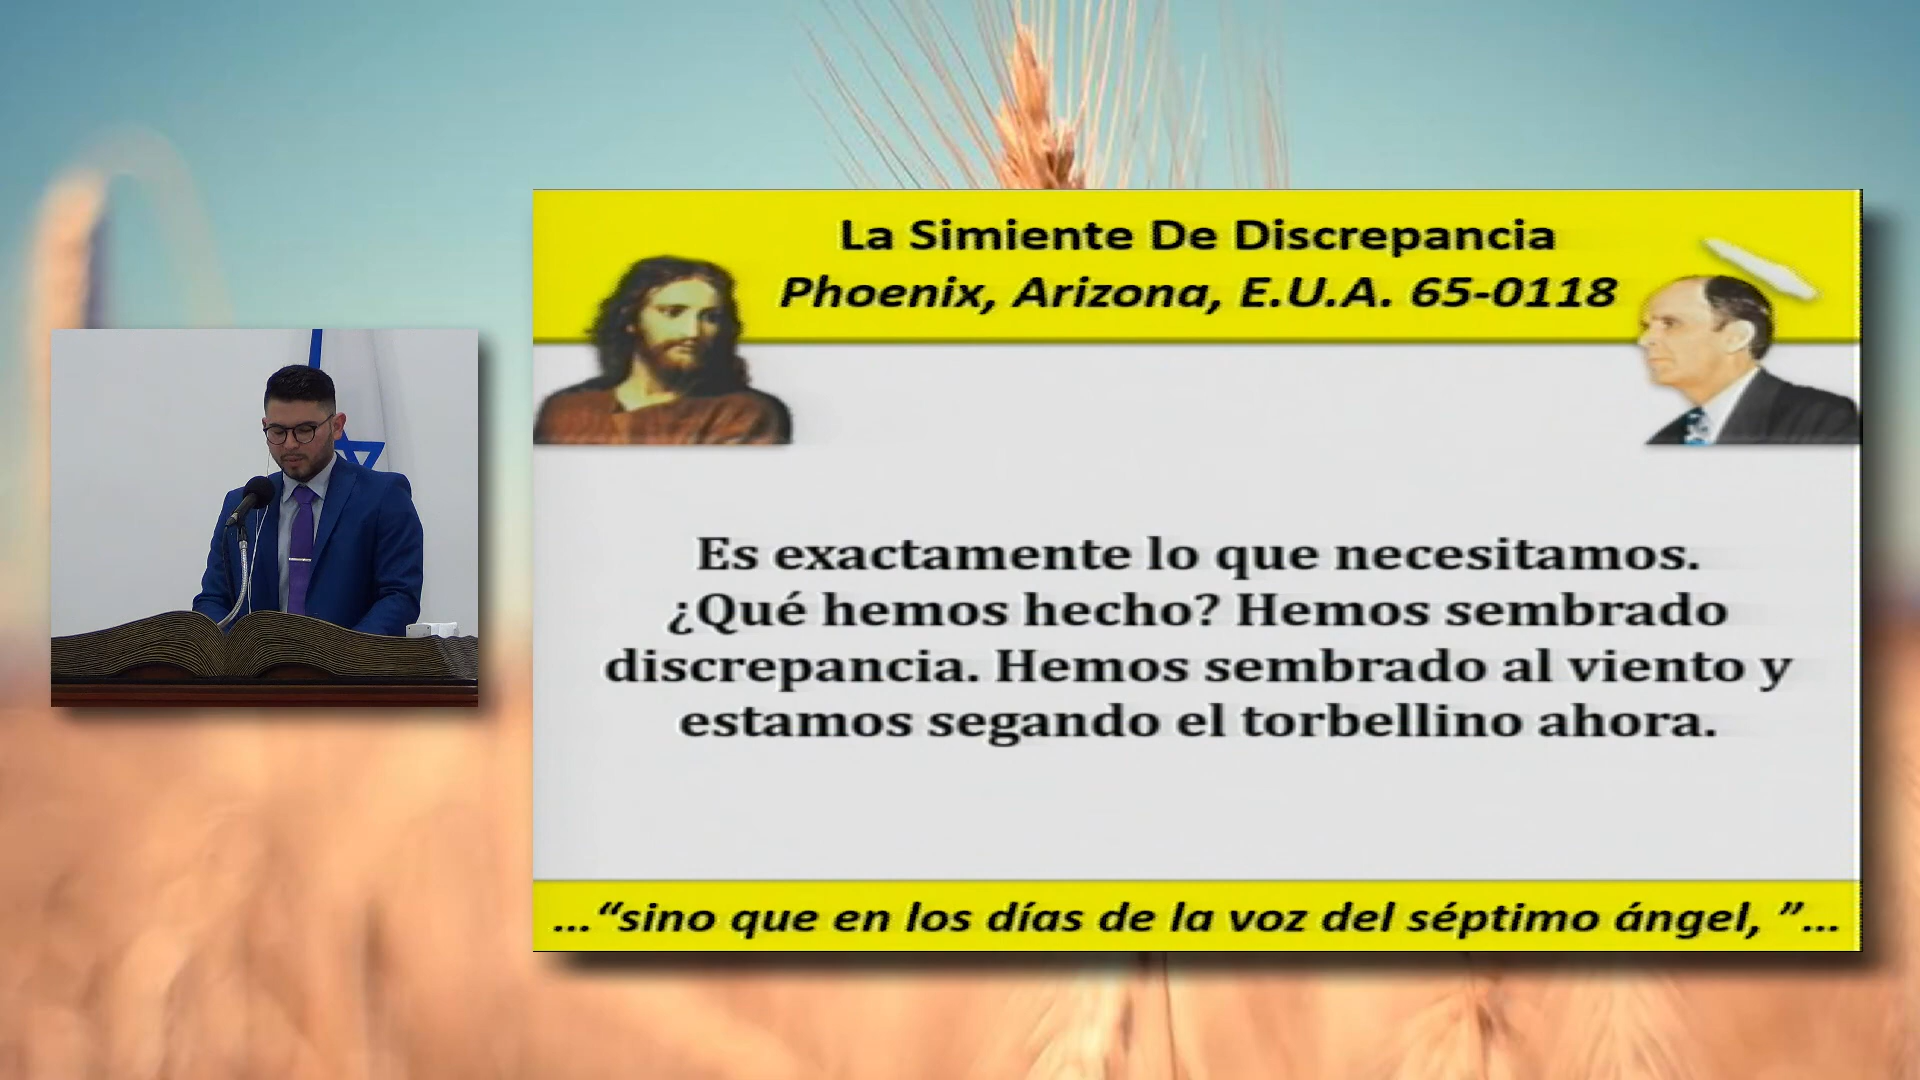 La Simiente De Discrepancia
Phoenix, Arizona, E.U.A. 65-0118
Es exactamente lo que necesitamos.
¿Qué hemos hecho? Hemos sembrado
discrepancia. Hemos sembrado al viento y
estamos segando el torbellino ahora.
...“sino que en los días de la voz del séptimo ángel, ”...